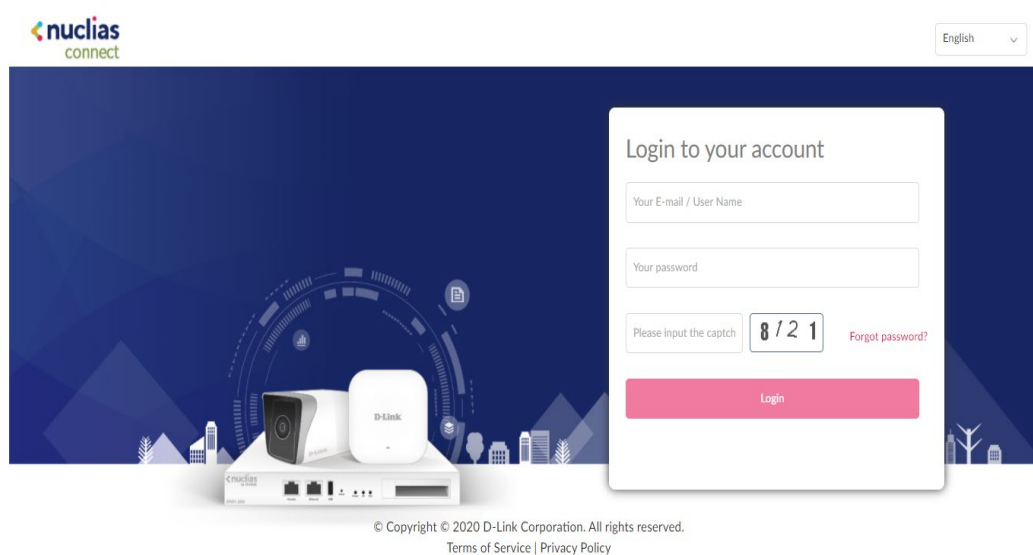 nuclias
connect
English
Login to your account
Your E-mail / User Name
Your password
Please input the captch
8121
Forgot password?
Login
D-Link
nuclias
© Copyright © 2020 D-Link Corporation. All rights reserved.
Terms of Service | Privacy Policy